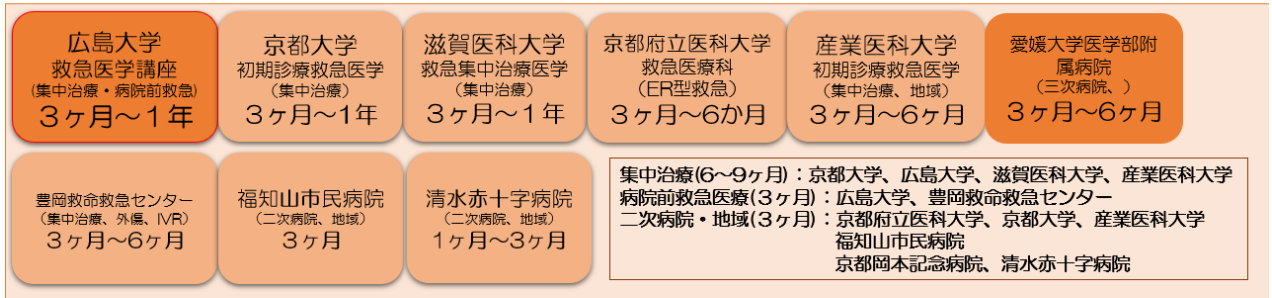 広島大学
救急医学講座
(集中治療・病院前救急)
3ヶ月～1年
京都大学
初期診療救急医学
(集中治療)
3ヶ月～1年
滋賀医科大学
救急集中治療医学
(集中治療)
3ヶ月～1年
京都府立医科大学
救急医療科
(ER型救急)
3ヶ月～6か月
産業医科大学
初期診療救急医学
(集中治療、地域)
3ヶ月～6ヶ月
愛媛大学医学部附
属病院
(三次病院、)
3ヶ月～6ヶ月
豊岡救命救急センター
(集中治療、外傷、IVR)
3ヶ月～6ヶ月
福知山市民病院
(二次病院、地域)
3ヶ月
清水赤十字病院
(二次病院、地域)
1ヶ月～3ヶ月
集中治療(6～9ヶ月)：京都大学、広島大学、滋賀医科大学、産業医科大学
病院前救急医療(3ヶ月)：広島大学、豊岡救命救急センター
二次病院・地域(3ヶ月)：京都府立医科大学、京都大学、産業医科大学
福知山市民病院
京都岡本記念病院、清水赤十字病院